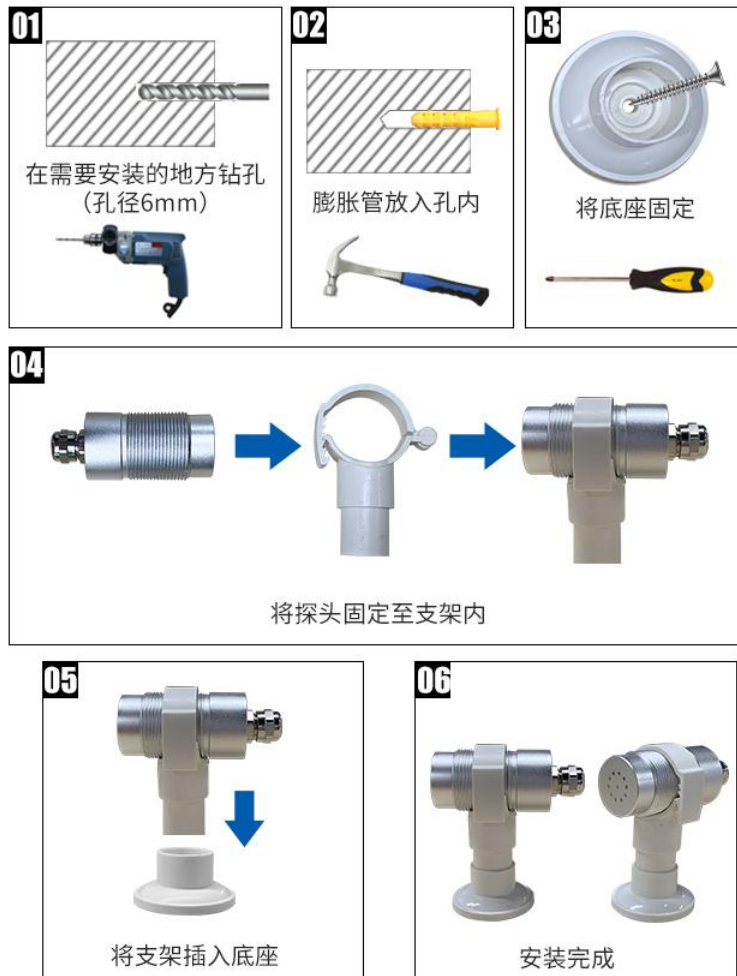 01
在需要安装的地方钻孔
（孔径6mm）
02
膨胀管放入孔内
03
将底座固定
04
将探头固定至支架内
05
将支架插入底座
06
安装完成